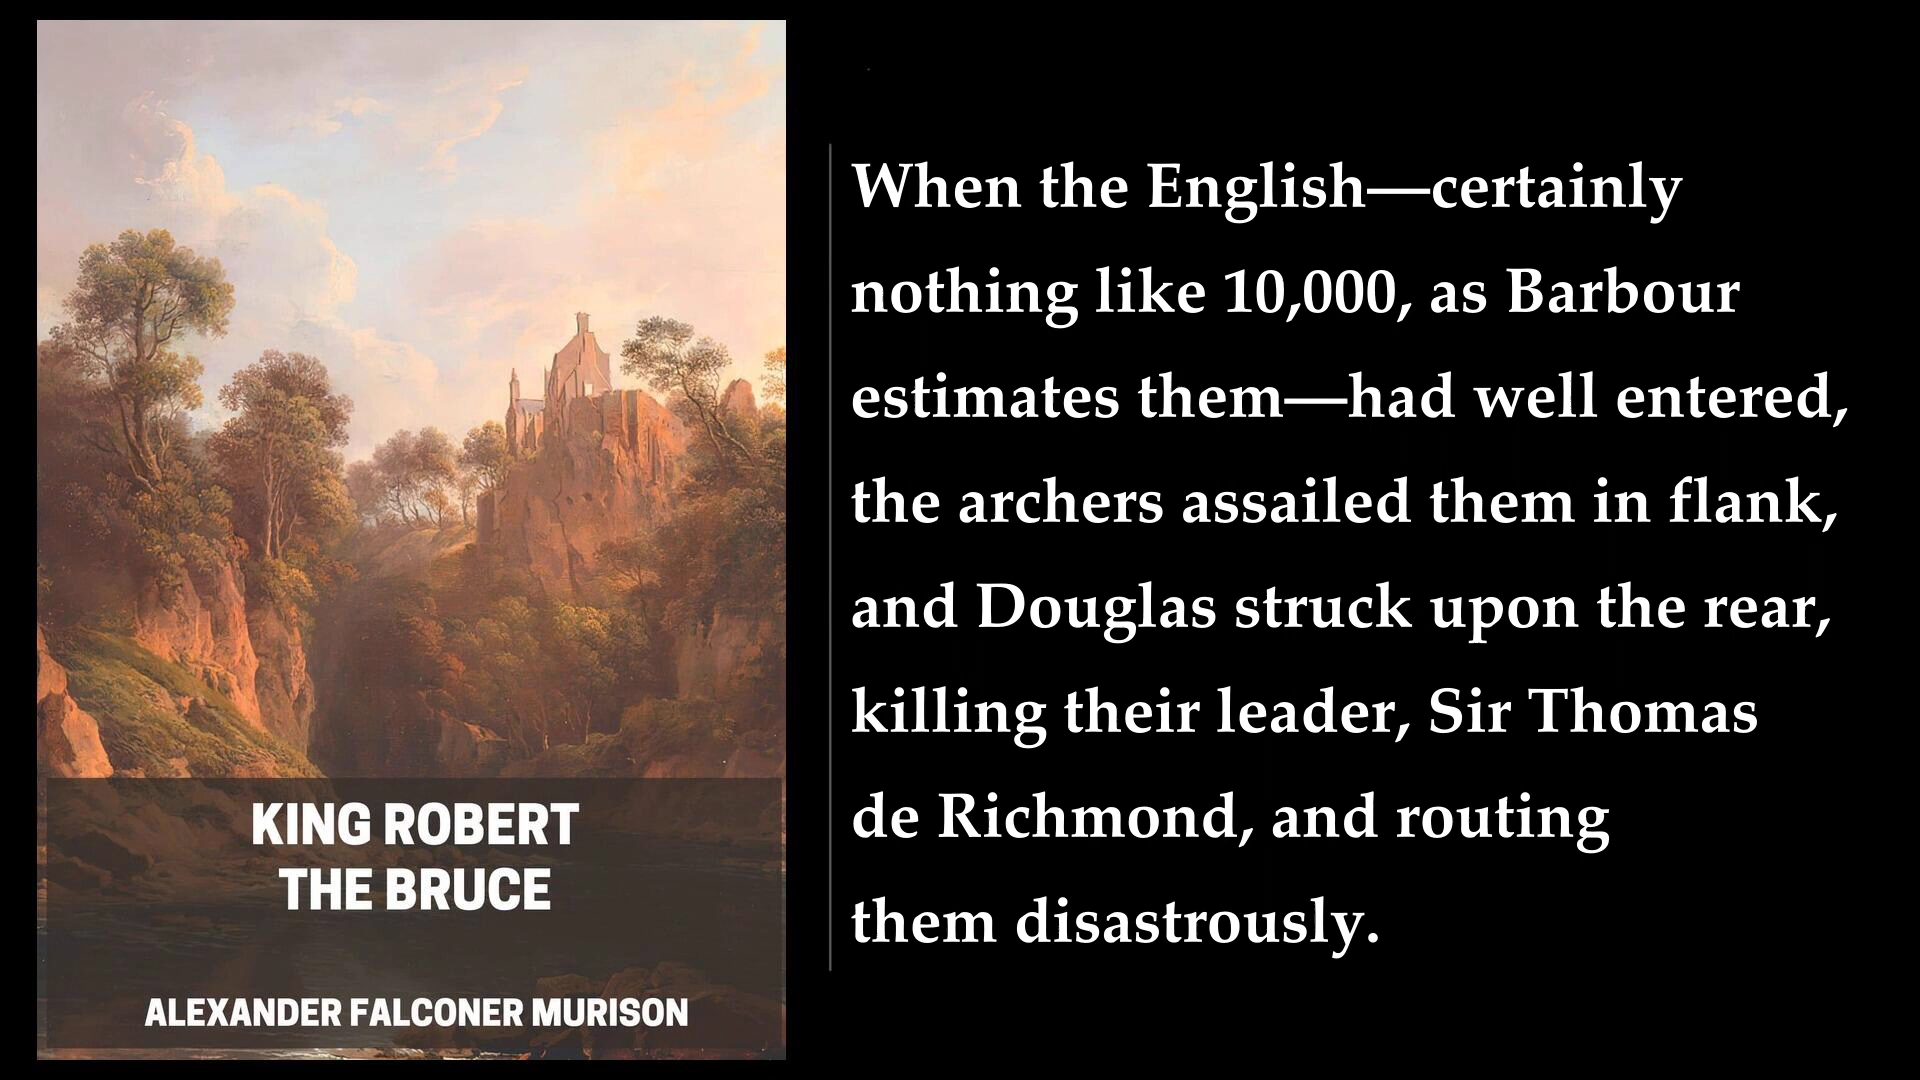 KING ROBERT
THE BRUCE
ALEXANDER FALCONER MURISON
When the English—certainly
nothing like 10,000, as Barbour
estimates them—had well entered,
the archers assailed them in flank,
and Douglas struck upon the rear,
killing their leader, Sir Thomas
de Richmond, and routing
them disastrously.